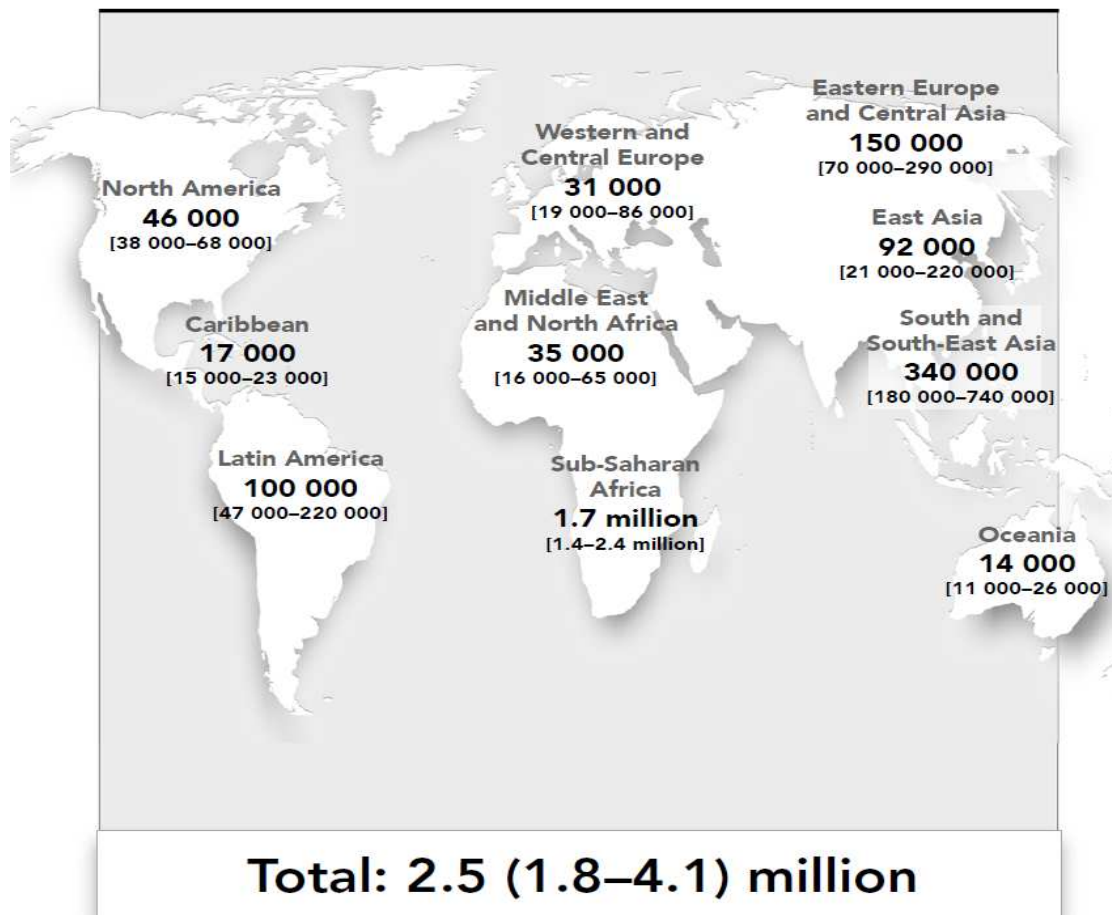 North America
46 000
[38 000–68 000]
Caribbean
17 000
[15 000–23 000]
Latin America
100 000
[47 000–220 000]
Western and
Central Europe
31 000
[19 000–86 000]
Middle East
and North Africa
35 000
[16 000–65 000]
Sub-Saharan
Africa
1.7 million
[1.4–2.4 million]
Eastern Europe
and Central Asia
150 000
[70 000–290 000]
East Asia
92 000
[21 000–220 000]
South and
South-East Asia
340 000
[180 000–740 000]
Oceania
14 000
[11 000–26 000]
Total: 2.5 (1.8–4.1) million